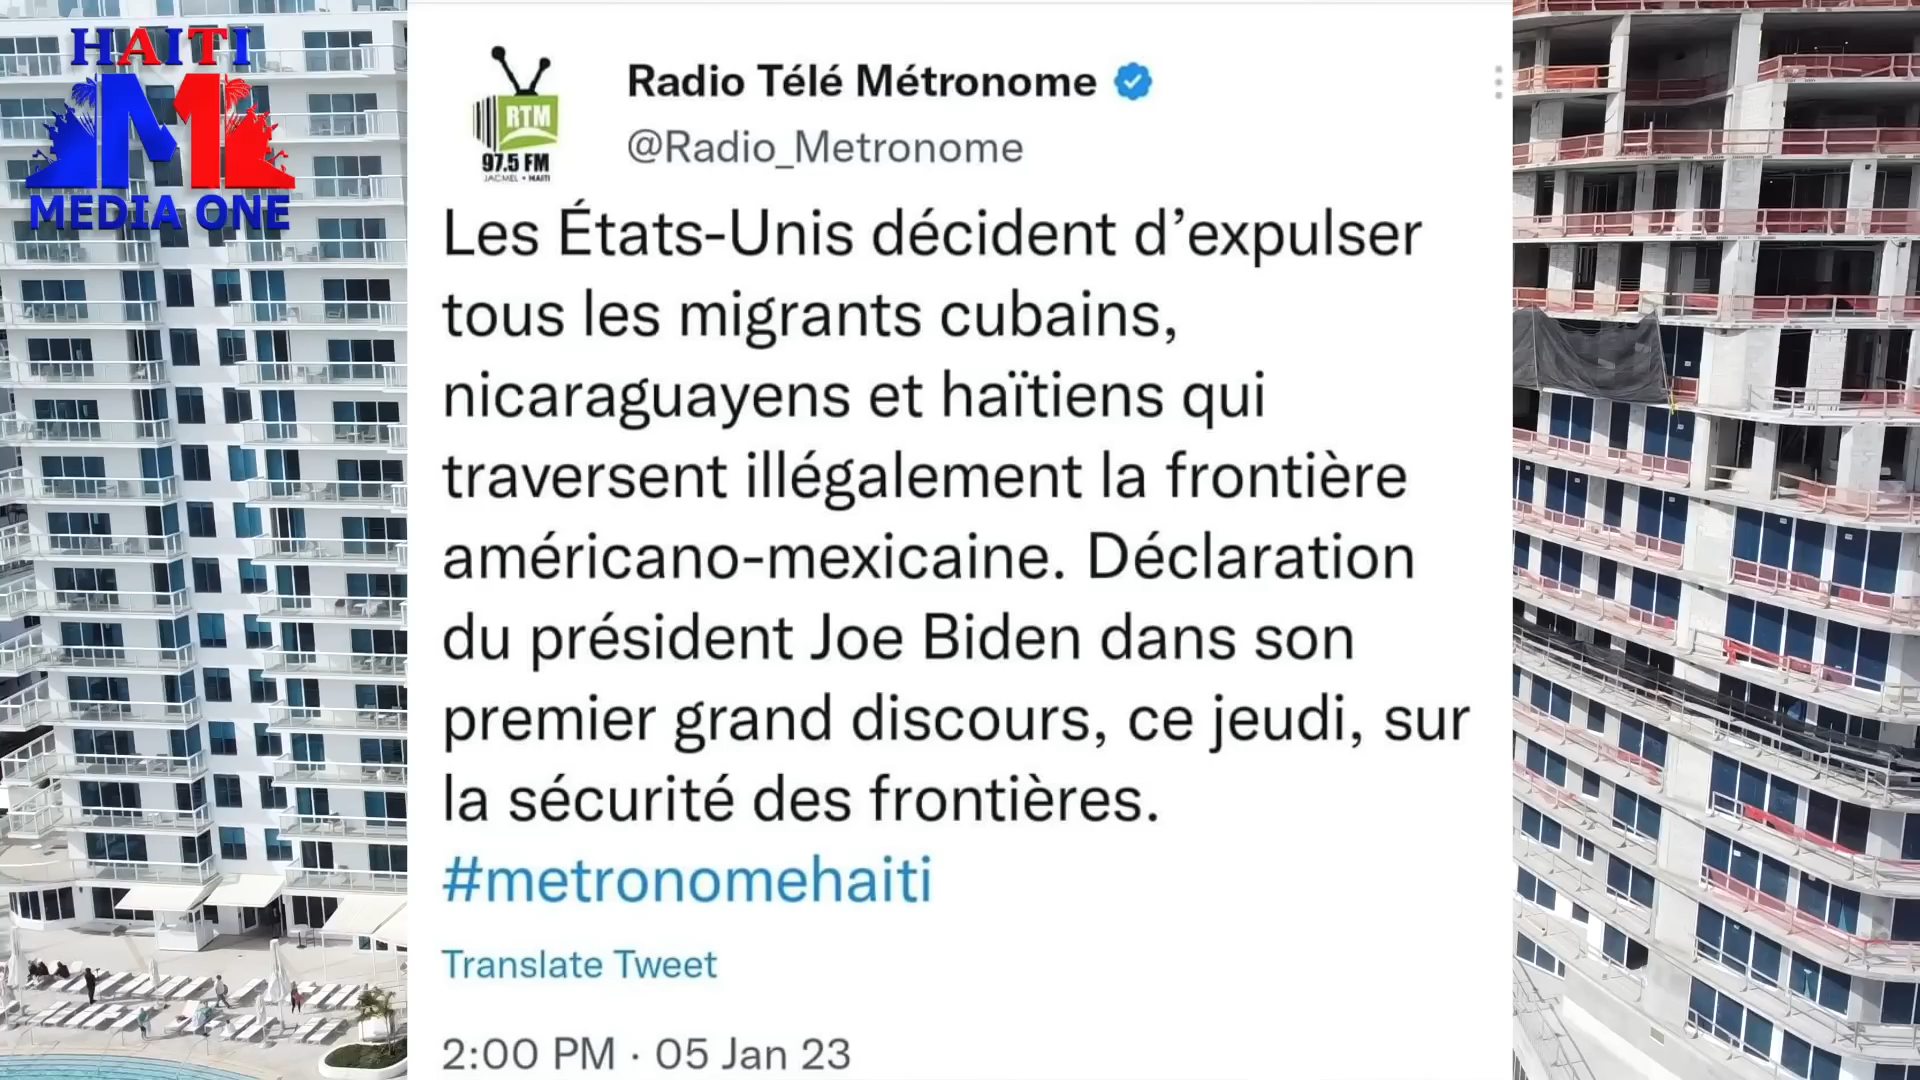 HAITI
M
MEDIA ONE
RTM
97.5 FM
JACMEL • HAITI
Radio Télé Métronome
@Radio_Metronome
Les États-Unis décident d’expulser
tous les migrants cubains,
nicaraguayens et haïtiens qui
traversent illégalement la frontière
américano-mexicaine. Déclaration
du président Joe Biden dans son
premier grand discours, ce jeudi, sur
la sécurité des frontières.
#metronomehaiti
Translate Tweet
2:00 PM · 05 Jan 23